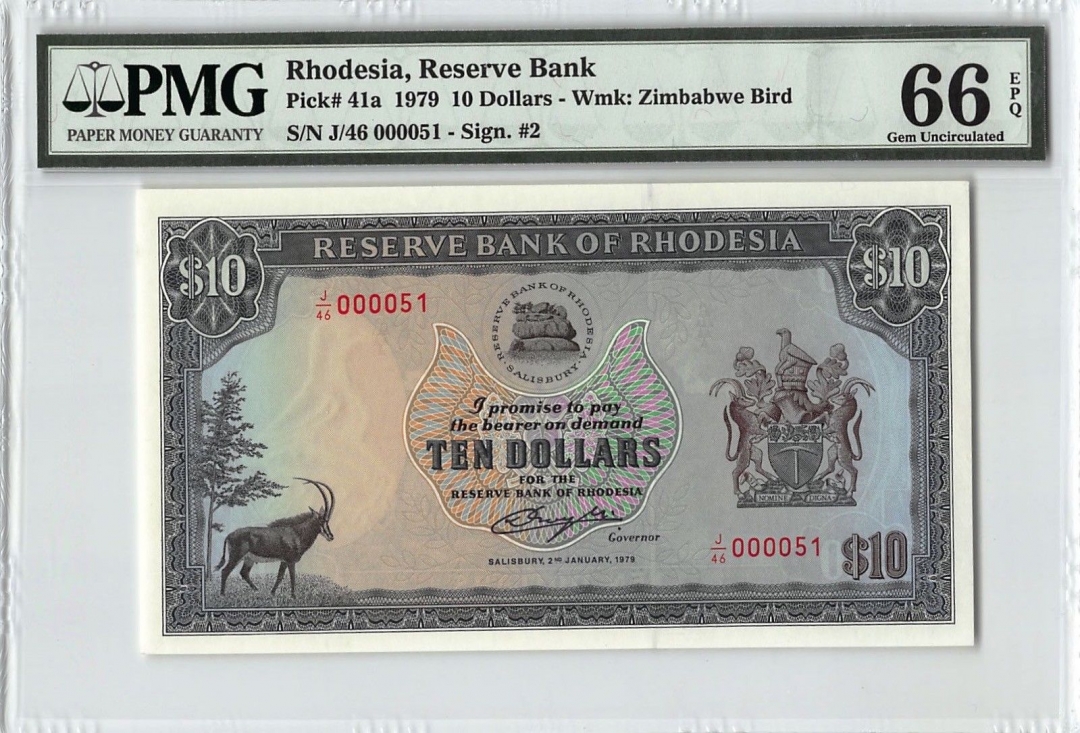 PMG
PAPER MONEY GUARANTY
Rhodesia, Reserve Bank
Pick# 41a 1979 10 Dollars - Wmk: Zimbabwe Bird
S/N J/46 000051 - Sign. #2
66
EPQ
Gem Uncirculated
RESERVE BANK OF RHODESIA
$10
$10
J/46 000051
RESERVE BANK OF RHODESIA
· SALISBURY ·
I promise to pay
the bearer on demand
TEN DOLLARS
FOR THE
RESERVE BANK OF RHODESIA
Governor
SALISBURY, 2ND JANUARY, 1979
NOMINE DIGNA
J/46 000051
$10